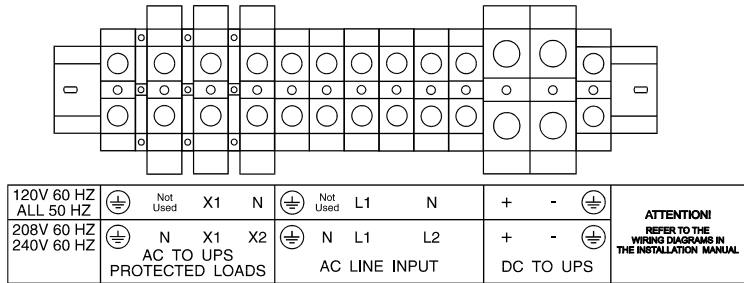 120V 60 HZ
ALL 50 HZ
Not
Used
X1
N
Not
Used
L1
N
+
-
208V 60 HZ
240V 60 HZ
N
X1
X2
AC TO UPS
PROTECTED LOADS
N
L1
L2
AC LINE INPUT
+
-
DC TO UPS
ATTENTION!
REFER TO THE
WIRING DIAGRAMS IN
THE INSTALLATION MANUAL